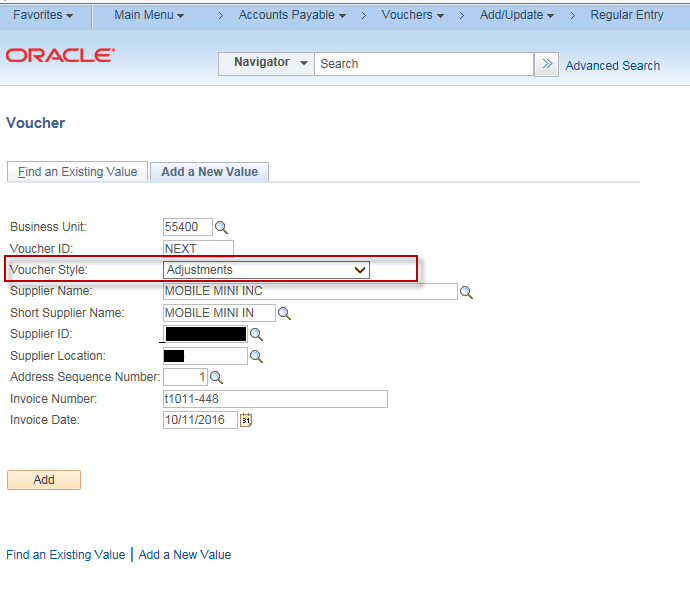 Favorites Main Menu > Accounts Payable > Vouchers > Add/Update > Regular Entry
ORACLE®
Navigator Search » Advanced Search
Voucher
Find an Existing Value Add a New Value
Business Unit: 55400
Voucher ID: NEXT
Voucher Style: Adjustments
Supplier Name: MOBILE MINI INC
Short Supplier Name: MOBILE MINI IN
Supplier ID:
Supplier Location:
Address Sequence Number: 1
Invoice Number: t1011-448
Invoice Date: 10/11/2016 31
Add
Find an Existing Value | Add a New Value